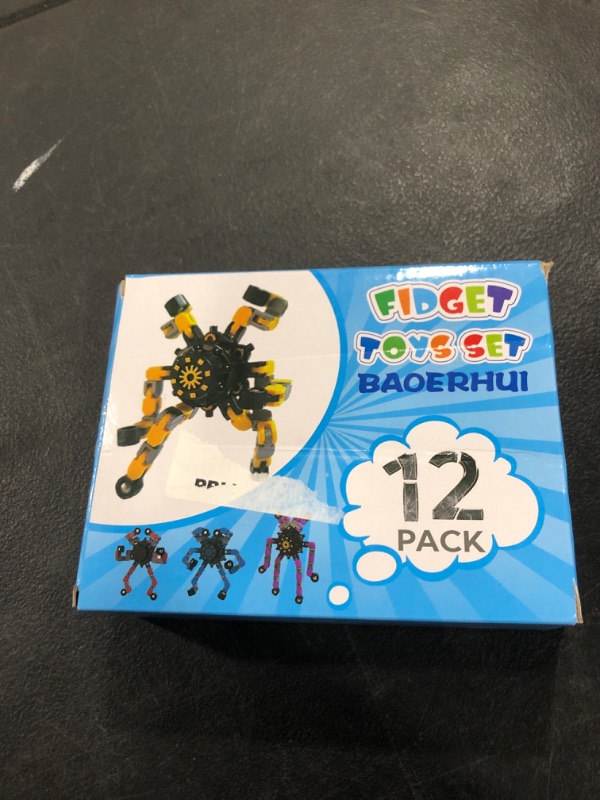 FIDGET
TOYS SET
BAOERHUI
12
PACK